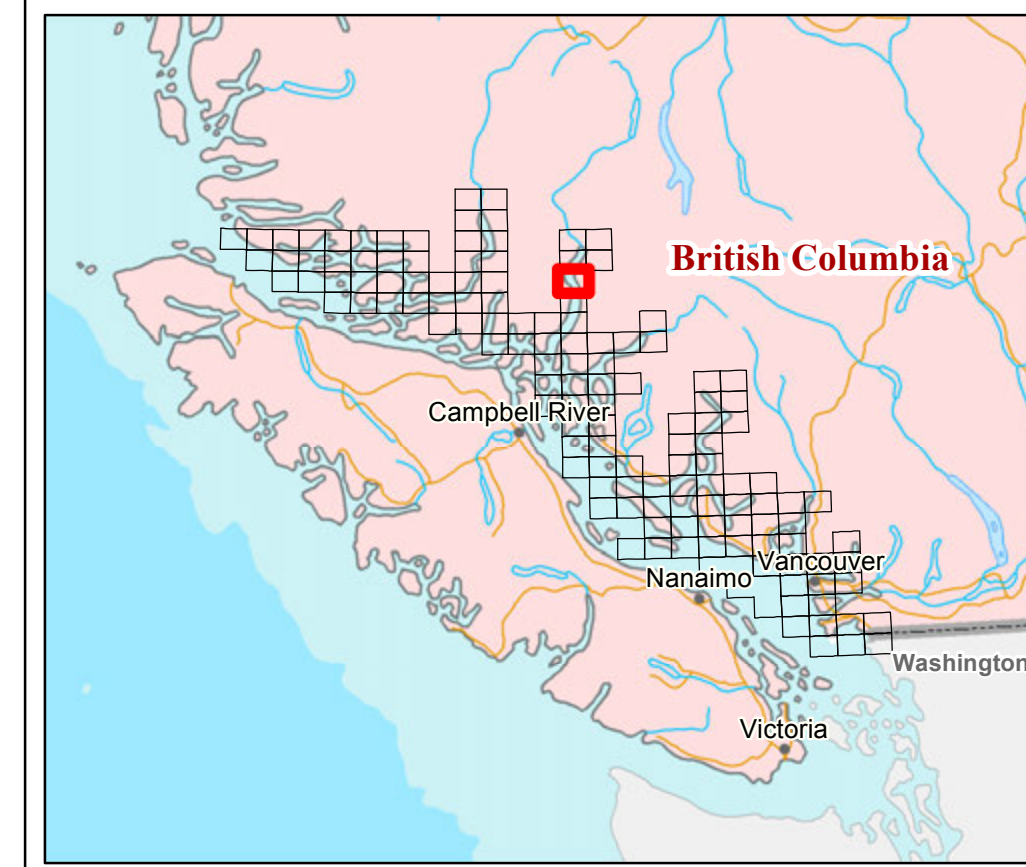 British Columbia
Campbell River
Vancouver
Nanaimo
Washington
Victoria